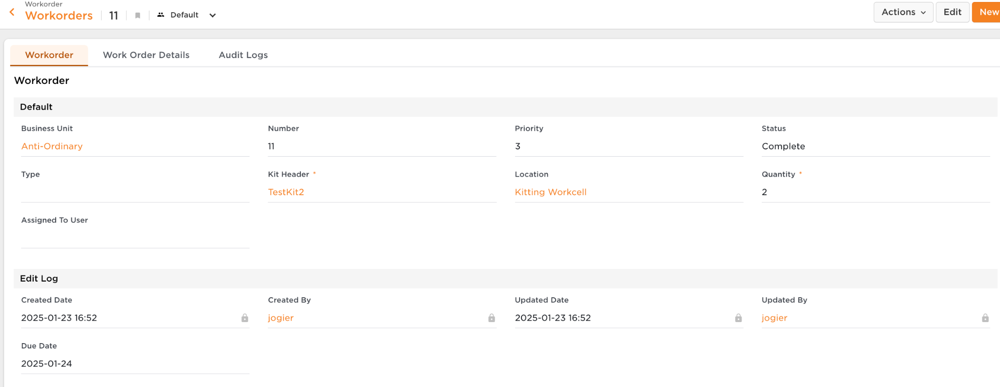 Workorder
Workorders 11 Default Actions Edit New
Workorder Work Order Details Audit Logs
Workorder
Default
Business Unit Number Priority Status
Anti-Ordinary 11 3 Complete
Type Kit Header * Location Quantity *
TestKit2 Kitting Workcell 2
Assigned To User
Edit Log
Created Date Created By Updated Date Updated By
2025-01-23 16:52 jogier 2025-01-23 16:52 jogier
Due Date
2025-01-24